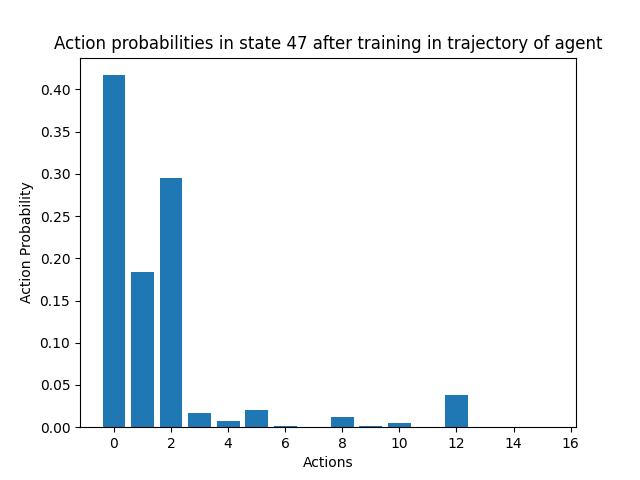 Action probabilities in state 47 after training in trajectory of agent
0.40
0.35
0.30
0.25
0.20
0.15
0.10
0.05
0.00
Action Probability
0 2 4 6 8 10 12 14 16
Actions